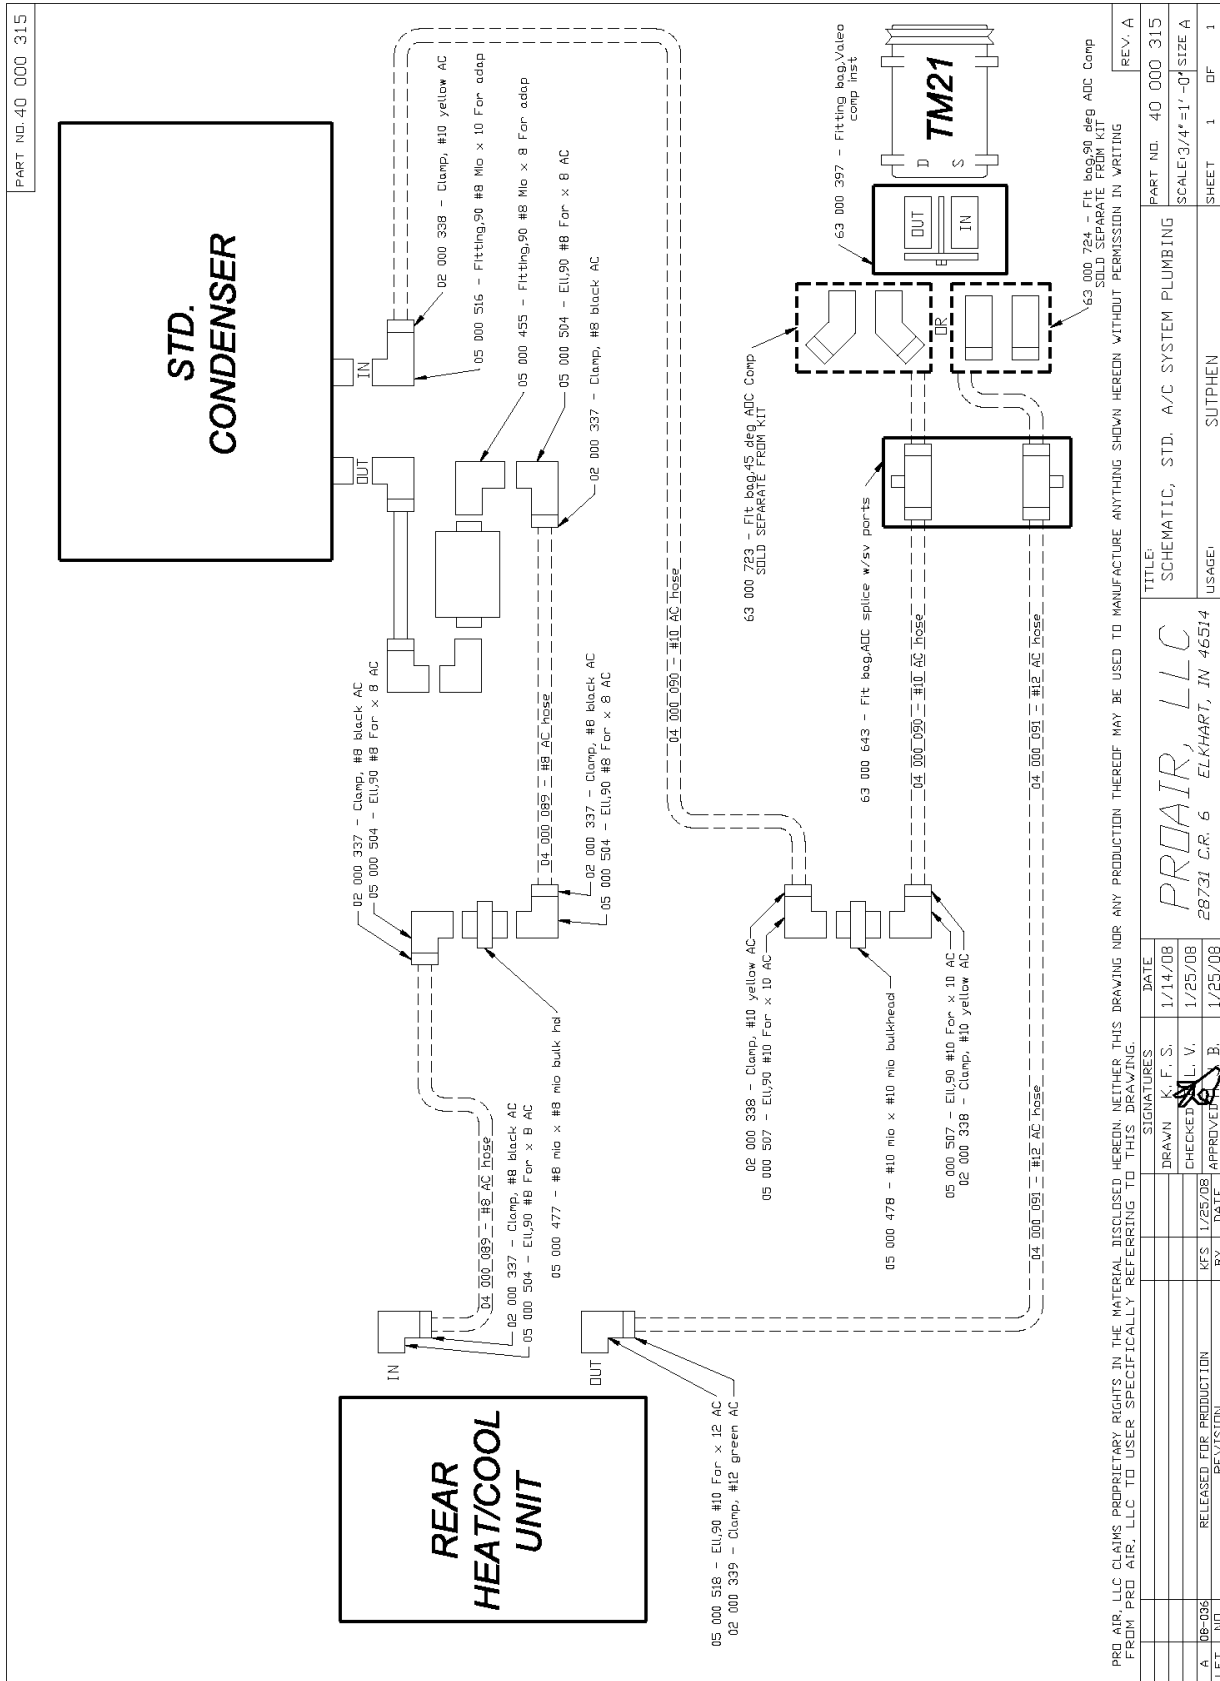 PART NO. 40 000 315
STD.
CONDENSER
IN
OUT
02 000 338 - Clamp, #10 yellow AC
05 000 516 - Fitting,90 #8 Mio x 10 For adap
05 000 455 - Fitting,90 #8 Mio x 8 For adap
05 000 504 - Ell,90 #8 For x 8 AC
02 000 337 - Clamp, #8 black AC
02 000 337 - Clamp, #8 black AC
05 000 504 - Ell,90 #8 For x 8 AC
04 000 089 - #8 AC hose
02 000 337 - Clamp, #8 black AC
05 000 504 - Ell,90 #8 For x 8 AC
04 000 090 - #10 AC hose
63 000 397 - Fitting bag,Valeo
comp inst
TM21
D
S
OUT
IN
63 000 723 - Fit bag,45 deg ADC Comp
SOLD SEPARATE FROM KIT
OR
63 000 724 - Fit bag,90 deg ADC Comp
SOLD SEPARATE FROM KIT
63 000 643 - Fit bag,ADC splice w/sv ports
04 000 090 - #10 AC hose
04 000 091 - #12 AC hose
04 000 089 - #8 AC hose
02 000 337 - Clamp, #8 black AC
05 000 504 - Ell,90 #8 For x 8 AC
05 000 477 - #8 mio x #8 mio bulk hd
02 000 338 - Clamp, #10 yellow AC
05 000 507 - Ell,90 #10 For x 10 AC
05 000 478 - #10 mio x #10 mio bulkhead
05 000 507 - Ell,90 #10 For x 10 AC
02 000 338 - Clamp, #10 yellow AC
04 000 091 - #12 AC hose
IN
OUT
REAR
HEAT/COOL
UNIT
05 000 518 - Ell,90 #10 For x 12 AC
02 000 339 - Clamp, #12 green AC
PRO AIR, LLC CLAIMS PROPRIETARY RIGHTS IN THE MATERIAL DISCLOSED HEREON. NEITHER THIS DRAWING NOR ANY PRODUCTION THEREOF MAY BE USED TO MANUFACTURE ANYTHING SHOWN HEREON WITHOUT PERMISSION IN WRITING
FROM PRO AIR, LLC TO USER SPECIFICALLY REFERRING TO THIS DRAWING.
REV. A
A 08-036 RELEASED FOR PRODUCTION KFS 1/25/08
LET NO. REVISION BY DATE
SIGNATURES DATE
DRAWN K. F. S. 1/14/08
CHECKED L. V. 1/25/08
APPROVED B. 1/25/08
PROAIR, LLC
28731 C.R. 6 ELKHART, IN 46514
TITLE:
SCHEMATIC, STD. A/C SYSTEM PLUMBING
USAGE: SUTPHEN
PART NO. 40 000 315
SCALE:3/4"=1'-0" SIZE A
SHEET 1 OF 1